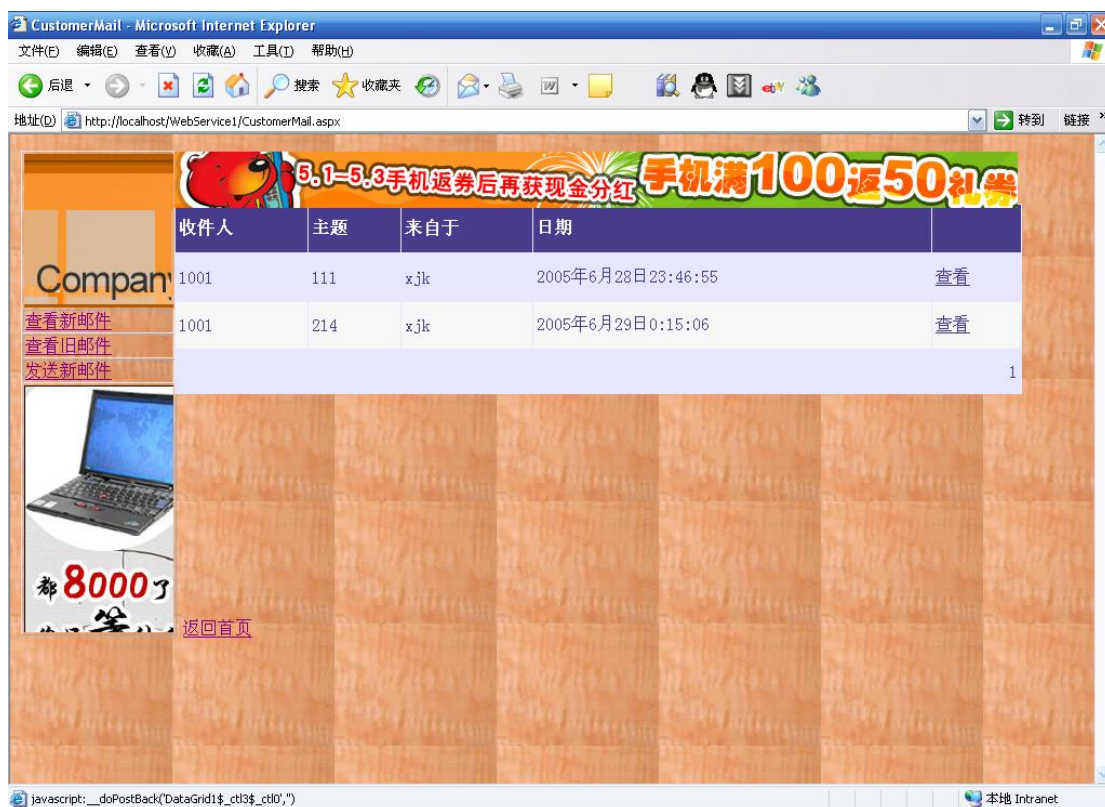 CustomerMail - Microsoft Internet Explorer
文件(F) 编辑(E) 查看(V) 收藏(A) 工具(T) 帮助(H)
后退 搜索 收藏夹 W ebY
地址(D) http://localhost/WebService1/CustomerMail.aspx 转到 链接 »
5.1-5.3手机返券后再获现金分红 手机满100返50礼券
收件人 主题 来自于 日期
Company
1001 111 xjk 2005年6月28日23:46:55 查看
查看新邮件
1001 214 xjk 2005年6月29日0:15:06 查看
查看旧邮件
发送新邮件
1
都8000了
等
返回首页
javascript:__doPostBack('DataGrid1$_ctl3$_ctl0','') 本地 Intranet